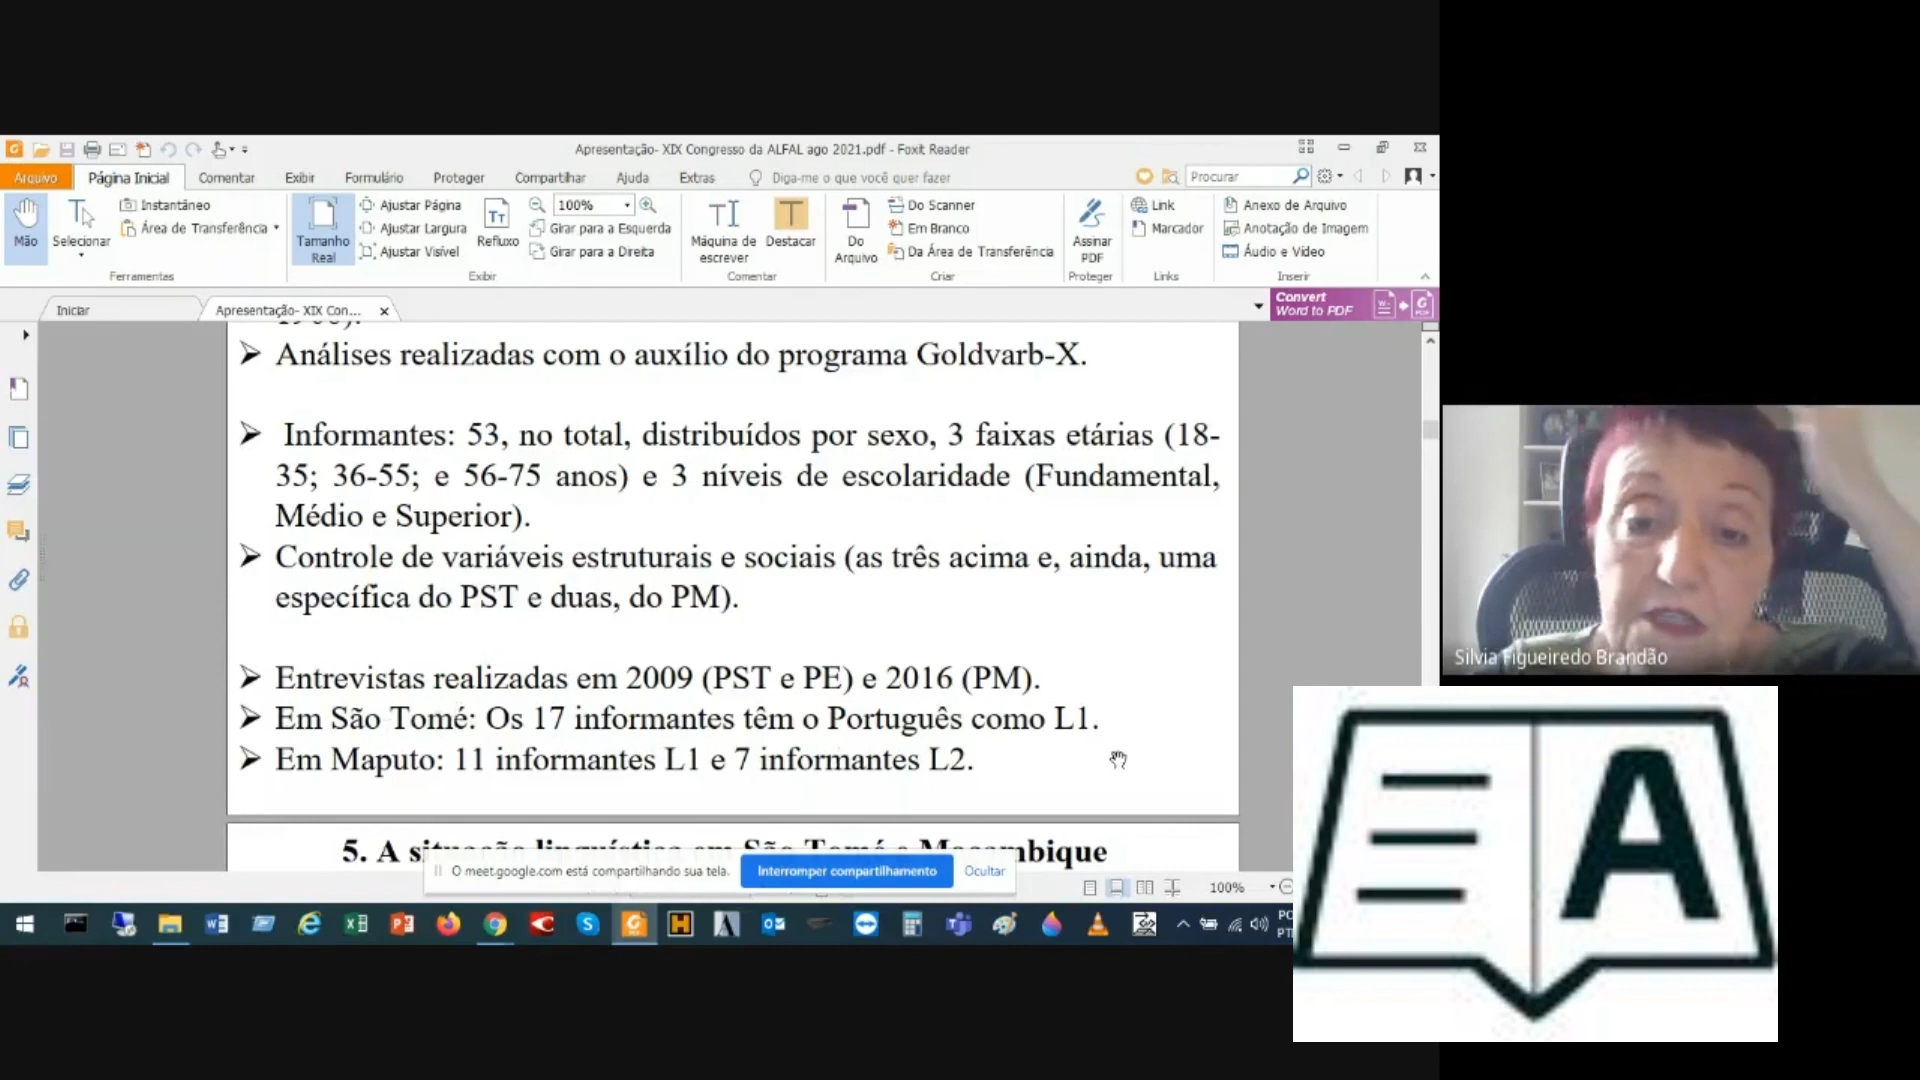 Apresentação- XIX Congresso da ALFAL ago 2021.pdf - Foxit Reader
Arquivo Página Inicial Comentar Exibir Formulário Proteger Compartilhar Ajuda Extras Diga-me o que você quer fazer Procurar
Mão
Selecionar
Instantâneo
Área de Transferência
Ferramentas
Tamanho
Real
Ajustar Página
Ajustar Largura
Ajustar Visível
Refluxo
100%
Girar para a Esquerda
Girar para a Direita
Exibir
Máquina de
escrever
Destacar
Comentar
Do
Arquivo
Do Scanner
Em Branco
Da Área de Transferência
Criar
Assinar
PDF
Proteger
Link
Marcador
Links
Anexo de Arquivo
Anotação de Imagem
Áudio e Vídeo
Inserir
Iniciar
Apresentação- XIX Con...
Convert
Word to PDF
➢ Análises realizadas com o auxílio do programa Goldvarb-X.
➢ Informantes: 53, no total, distribuídos por sexo, 3 faixas etárias (18-
35; 36-55; e 56-75 anos) e 3 níveis de escolaridade (Fundamental,
Médio e Superior).
➢ Controle de variáveis estruturais e sociais (as três acima e, ainda, uma
específica do PST e duas, do PM).
➢ Entrevistas realizadas em 2009 (PST e PE) e 2016 (PM).
➢ Em São Tomé: Os 17 informantes têm o Português como L1.
➢ Em Maputo: 11 informantes L1 e 7 informantes L2.
5. A situação linguística em São Tomé e Moçambique
O meet.google.com está compartilhando sua tela.
Interromper compartilhamento
Ocultar
100%
Silvia Figueiredo Brandão
A